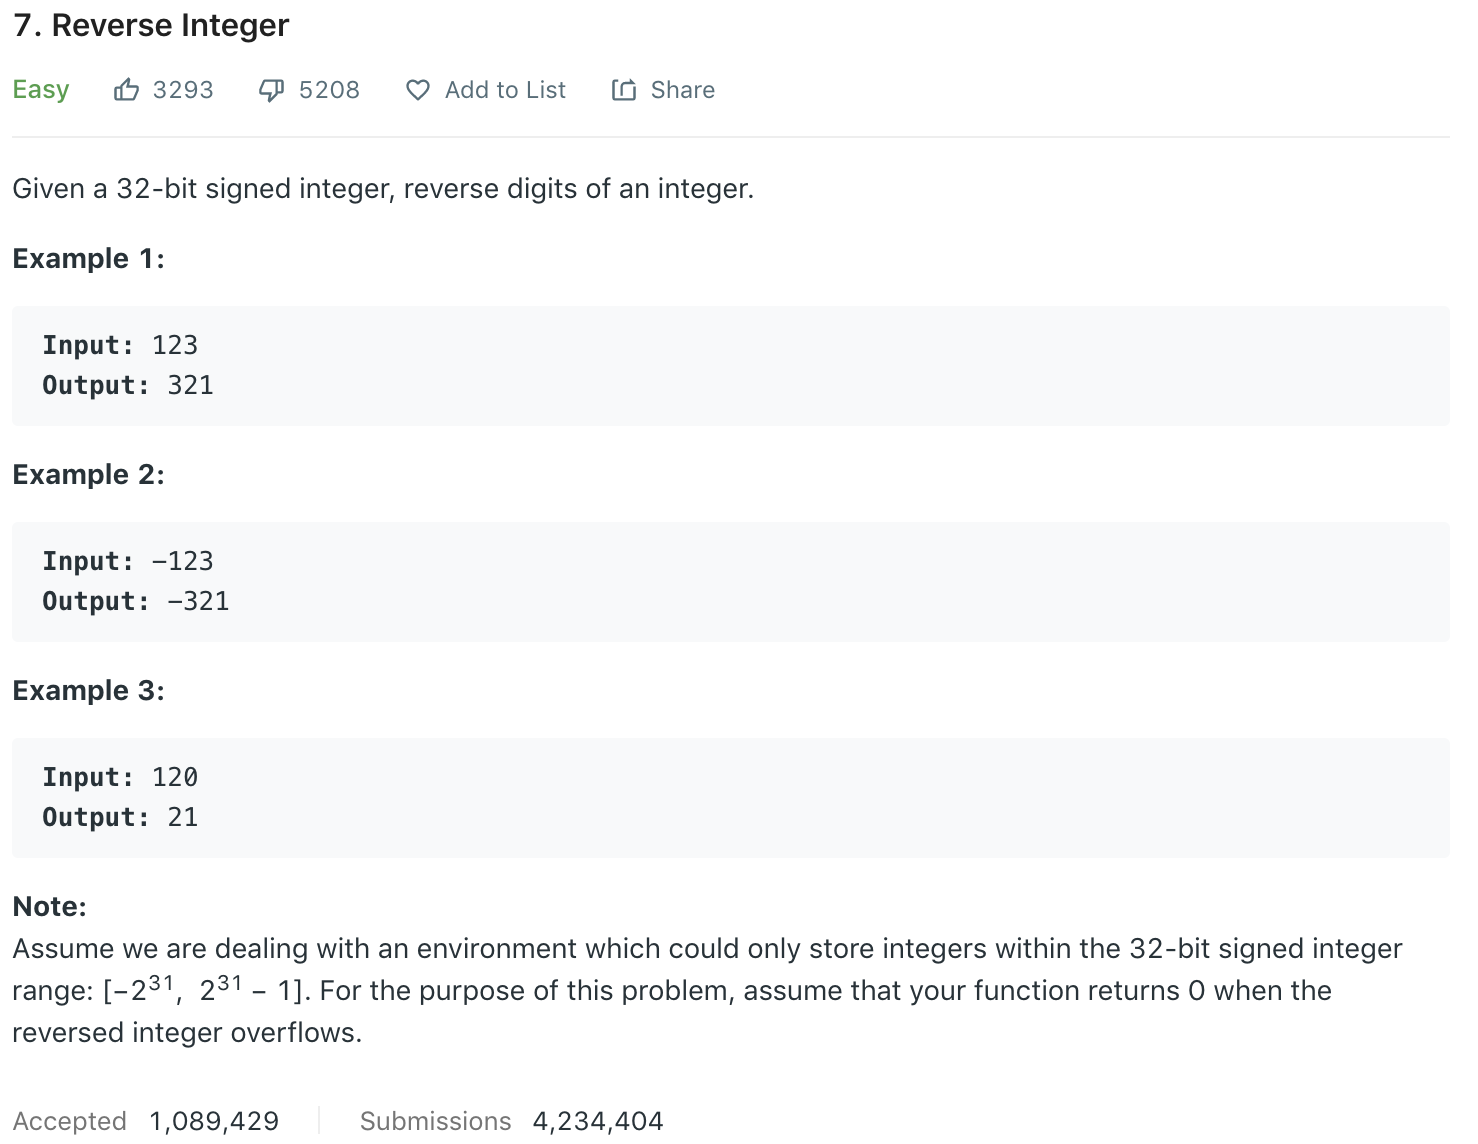 7. Reverse Integer
Easy 3293 5208 Add to List Share
Given a 32-bit signed integer, reverse digits of an integer.
Example 1:
Input: 123
Output: 321
Example 2:
Input: -123
Output: -321
Example 3:
Input: 120
Output: 21
Note:
Assume we are dealing with an environment which could only store integers within the 32-bit signed integer
range: [−2³¹, 2³¹ − 1]. For the purpose of this problem, assume that your function returns 0 when the
reversed integer overflows.
Accepted 1,089,429 Submissions 4,234,404